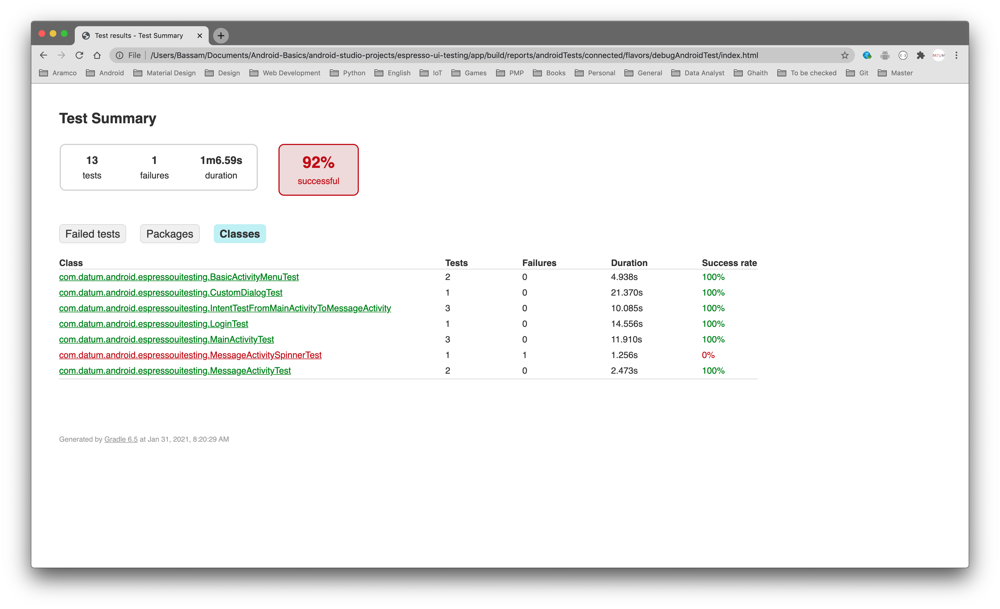 Test results - Test Summary
File /Users/Bassam/Documents/Android-Basics/android-studio-projects/espresso-ui-testing/app/build/reports/androidTests/connected/flavors/debugAndroidTest/index.html DATUM
Aramco Android Material Design Design Web Development Python English IoT Games PMP Books Personal General Data Analyst Ghaith To be checked Git Master
Test Summary
13 1 1m6.59s 92%
tests failures duration successful
Failed tests Packages Classes
Class Tests Failures Duration Success rate
com.datum.android.espressouitesting.BasicActivityMenuTest 2 0 4.938s 100%
com.datum.android.espressouitesting.CustomDialogTest 1 0 21.370s 100%
com.datum.android.espressouitesting.IntentTestFromMainActivityToMessageActivity 3 0 10.085s 100%
com.datum.android.espressouitesting.LoginTest 1 0 14.556s 100%
com.datum.android.espressouitesting.MainActivityTest 3 0 11.910s 100%
com.datum.android.espressouitesting.MessageActivitySpinnerTest 1 1 1.256s 0%
com.datum.android.espressouitesting.MessageActivityTest 2 0 2.473s 100%
Generated by Gradle 6.5 at Jan 31, 2021, 8:20:29 AM